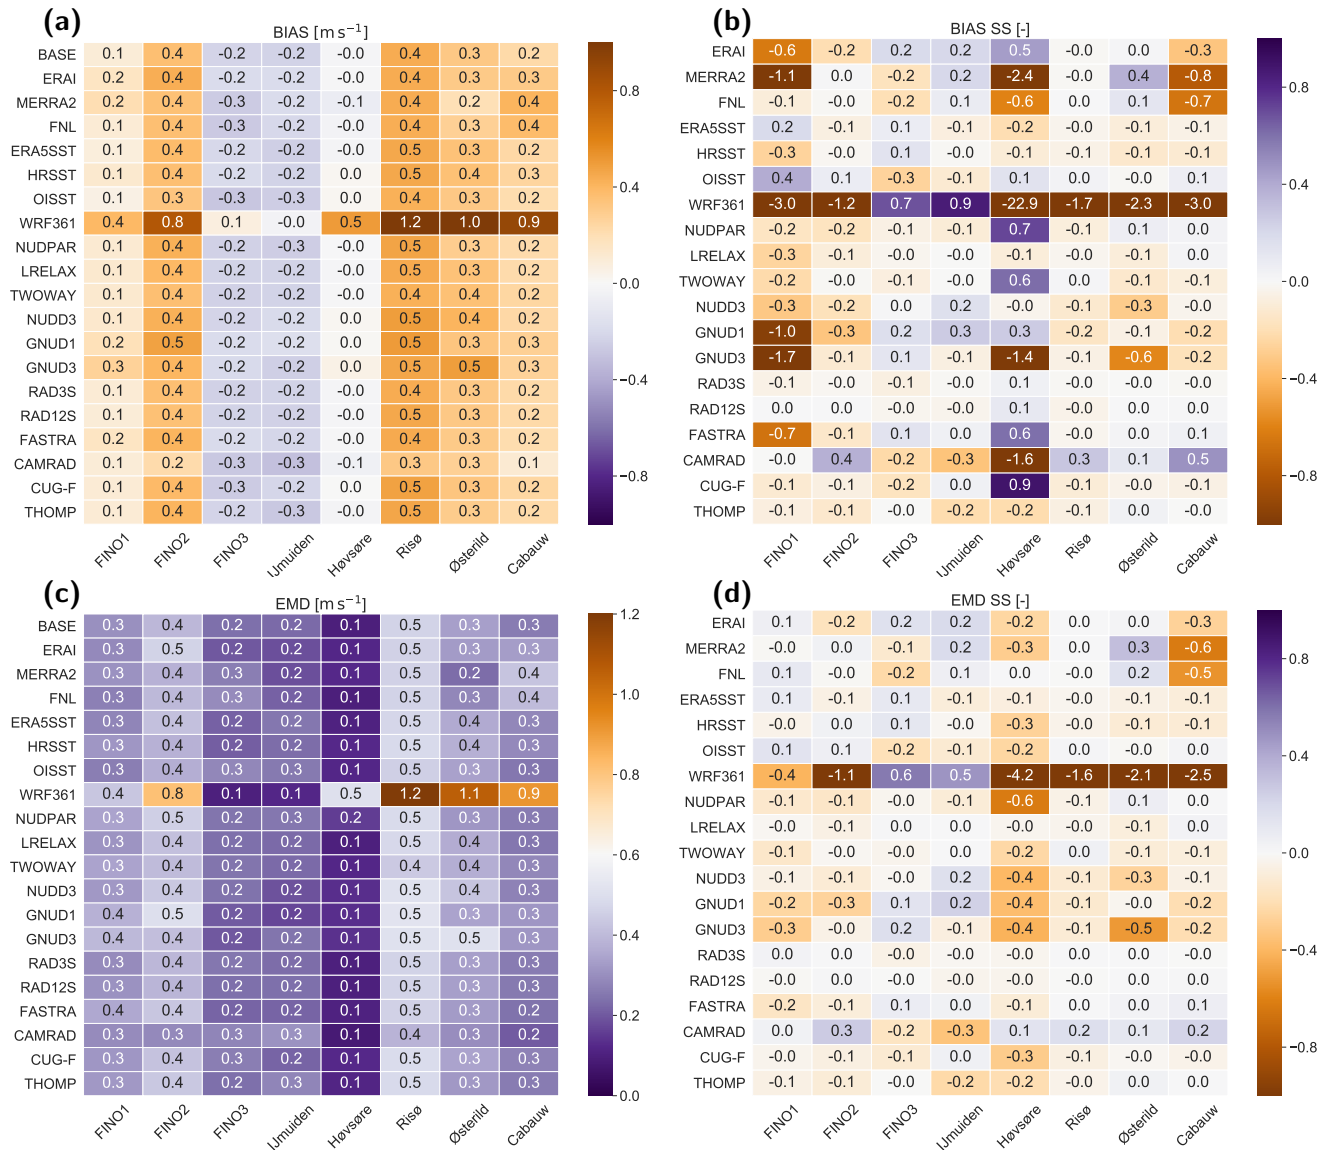 (a)
BIAS [m s−1]
BASE 0.1 0.4 -0.2 -0.2 -0.0 0.4 0.3 0.2
ERAI 0.2 0.4 -0.2 -0.2 -0.0 0.4 0.3 0.3
MERRA2 0.2 0.4 -0.3 -0.2 -0.1 0.4 0.2 0.4
FNL 0.1 0.4 -0.3 -0.2 -0.0 0.4 0.3 0.4
ERA5SST 0.1 0.4 -0.2 -0.2 -0.0 0.5 0.3 0.2
HRSST 0.1 0.4 -0.2 -0.2 0.0 0.5 0.4 0.3
OISST 0.1 0.3 -0.3 -0.3 0.0 0.4 0.3 0.2
WRF361 0.4 0.8 0.1 -0.0 0.5 1.2 1.0 0.9
NUDPAR 0.1 0.4 -0.2 -0.3 -0.0 0.5 0.3 0.2
LRELAX 0.1 0.4 -0.2 -0.2 -0.0 0.5 0.3 0.2
TWOWAY 0.1 0.4 -0.2 -0.2 -0.0 0.4 0.4 0.2
NUDD3 0.1 0.4 -0.2 -0.2 0.0 0.5 0.4 0.2
GNUD1 0.2 0.5 -0.2 -0.2 0.0 0.5 0.3 0.3
GNUD3 0.3 0.4 -0.2 -0.2 0.0 0.5 0.5 0.3
RAD3S 0.1 0.4 -0.2 -0.2 -0.0 0.4 0.3 0.2
RAD12S 0.1 0.4 -0.2 -0.2 -0.0 0.5 0.3 0.2
FASTRA 0.2 0.4 -0.2 -0.2 -0.0 0.4 0.3 0.2
CAMRAD 0.1 0.2 -0.3 -0.3 -0.1 0.3 0.3 0.1
CUG-F 0.1 0.4 -0.3 -0.2 0.0 0.5 0.3 0.2
THOMP 0.1 0.4 -0.2 -0.3 -0.0 0.5 0.3 0.2
FINO1 FINO2 FINO3 IJmuiden Høvsøre Risø Østerild Cabauw
0.8
0.4
0.0
−0.4
−0.8
(b)
BIAS SS [-]
ERAI -0.6 -0.2 0.2 0.2 0.5 -0.0 0.0 -0.3
MERRA2 -1.1 0.0 -0.2 0.2 -2.4 -0.0 0.4 -0.8
FNL -0.1 -0.0 -0.2 0.1 -0.6 0.0 0.1 -0.7
ERA5SST 0.2 -0.1 0.1 -0.1 -0.2 -0.0 -0.1 -0.1
HRSST -0.3 -0.0 0.1 -0.0 -0.1 -0.1 -0.1 -0.1
OISST 0.4 0.1 -0.3 -0.1 0.1 0.0 -0.0 0.1
WRF361 -3.0 -1.2 0.7 0.9 -22.9 -1.7 -2.3 -3.0
NUDPAR -0.2 -0.2 -0.1 -0.1 0.7 -0.1 0.1 0.0
LRELAX -0.3 -0.1 0.0 -0.0 -0.1 -0.0 -0.1 0.0
TWOWAY -0.2 -0.0 -0.1 -0.0 0.6 0.0 -0.1 -0.1
NUDD3 -0.3 -0.2 0.0 0.2 -0.0 -0.1 -0.3 -0.0
GNUD1 -1.0 -0.3 0.2 0.3 0.3 -0.2 -0.1 -0.2
GNUD3 -1.7 -0.1 0.1 -0.1 -1.4 -0.1 -0.6 -0.2
RAD3S -0.1 -0.0 -0.1 -0.0 0.1 -0.0 -0.0 -0.0
RAD12S 0.0 0.0 -0.0 -0.0 0.1 -0.0 0.0 0.0
FASTRA -0.7 -0.1 0.1 0.0 0.6 -0.0 0.0 0.1
CAMRAD -0.0 0.4 -0.2 -0.3 -1.6 0.3 0.1 0.5
CUG-F -0.1 -0.1 -0.2 0.0 0.9 -0.1 -0.0 -0.1
THOMP -0.1 -0.1 -0.0 -0.2 -0.2 -0.1 0.0 -0.0
FINO1 FINO2 FINO3 IJmuiden Høvsøre Risø Østerild Cabauw
0.8
0.4
0.0
−0.4
−0.8
(c)
EMD [m s−1]
BASE 0.3 0.4 0.2 0.2 0.1 0.5 0.3 0.3
ERAI 0.3 0.5 0.2 0.2 0.1 0.5 0.3 0.3
MERRA2 0.3 0.4 0.3 0.2 0.1 0.5 0.2 0.4
FNL 0.3 0.4 0.3 0.2 0.1 0.5 0.3 0.4
ERA5SST 0.3 0.4 0.2 0.2 0.1 0.5 0.4 0.3
HRSST 0.3 0.4 0.2 0.2 0.1 0.5 0.4 0.3
OISST 0.3 0.4 0.3 0.3 0.1 0.5 0.3 0.3
WRF361 0.4 0.8 0.1 0.1 0.5 1.2 1.1 0.9
NUDPAR 0.3 0.5 0.2 0.3 0.2 0.5 0.3 0.3
LRELAX 0.3 0.4 0.2 0.2 0.1 0.5 0.4 0.3
TWOWAY 0.3 0.4 0.2 0.2 0.1 0.4 0.4 0.3
NUDD3 0.3 0.4 0.2 0.2 0.1 0.5 0.4 0.3
GNUD1 0.4 0.5 0.2 0.2 0.1 0.5 0.3 0.3
GNUD3 0.4 0.4 0.2 0.2 0.1 0.5 0.5 0.3
RAD3S 0.3 0.4 0.2 0.2 0.1 0.5 0.3 0.3
RAD12S 0.3 0.4 0.2 0.2 0.1 0.5 0.3 0.3
FASTRA 0.4 0.4 0.2 0.2 0.1 0.5 0.3 0.2
CAMRAD 0.3 0.3 0.3 0.3 0.1 0.4 0.3 0.2
CUG-F 0.3 0.4 0.3 0.2 0.1 0.5 0.3 0.3
THOMP 0.3 0.4 0.2 0.3 0.1 0.5 0.3 0.3
FINO1 FINO2 FINO3 IJmuiden Høvsøre Risø Østerild Cabauw
1.2
1.0
0.8
0.6
0.4
0.2
0.0
(d)
EMD SS [-]
ERAI 0.1 -0.2 0.2 0.2 -0.2 0.0 0.0 -0.3
MERRA2 -0.0 0.0 -0.1 0.2 -0.3 0.0 0.3 -0.6
FNL 0.1 -0.0 -0.2 0.1 0.0 0.0 0.2 -0.5
ERA5SST 0.1 -0.1 0.1 -0.1 -0.1 -0.0 -0.1 -0.1
HRSST -0.0 0.0 0.1 -0.0 -0.3 -0.0 -0.1 -0.1
OISST 0.1 0.1 -0.2 -0.1 -0.2 0.0 -0.0 0.0
WRF361 -0.4 -1.1 0.6 0.5 -4.2 -1.6 -2.1 -2.5
NUDPAR -0.1 -0.1 -0.0 -0.1 -0.6 -0.1 0.1 0.0
LRELAX -0.0 -0.1 0.0 0.0 -0.0 -0.0 -0.1 0.0
TWOWAY -0.1 -0.0 -0.0 -0.0 -0.2 0.0 -0.1 -0.1
NUDD3 -0.1 -0.1 -0.0 0.2 -0.4 -0.1 -0.3 -0.1
GNUD1 -0.2 -0.3 0.1 0.2 -0.4 -0.1 -0.0 -0.2
GNUD3 -0.3 -0.0 0.2 -0.1 -0.4 -0.1 -0.5 -0.2
RAD3S 0.0 0.0 -0.0 -0.0 0.0 -0.0 -0.0 -0.0
RAD12S -0.0 0.0 -0.0 -0.0 -0.0 -0.0 0.0 0.0
FASTRA -0.2 -0.1 0.1 0.0 -0.1 0.0 0.0 0.1
CAMRAD 0.0 0.3 -0.2 -0.3 0.1 0.2 0.1 0.2
CUG-F -0.0 -0.1 -0.1 0.0 -0.3 -0.1 -0.0 -0.0
THOMP -0.1 -0.1 -0.0 -0.2 -0.2 -0.0 0.0 0.0
FINO1 FINO2 FINO3 IJmuiden Høvsøre Risø Østerild Cabauw
0.8
0.4
0.0
−0.4
−0.8